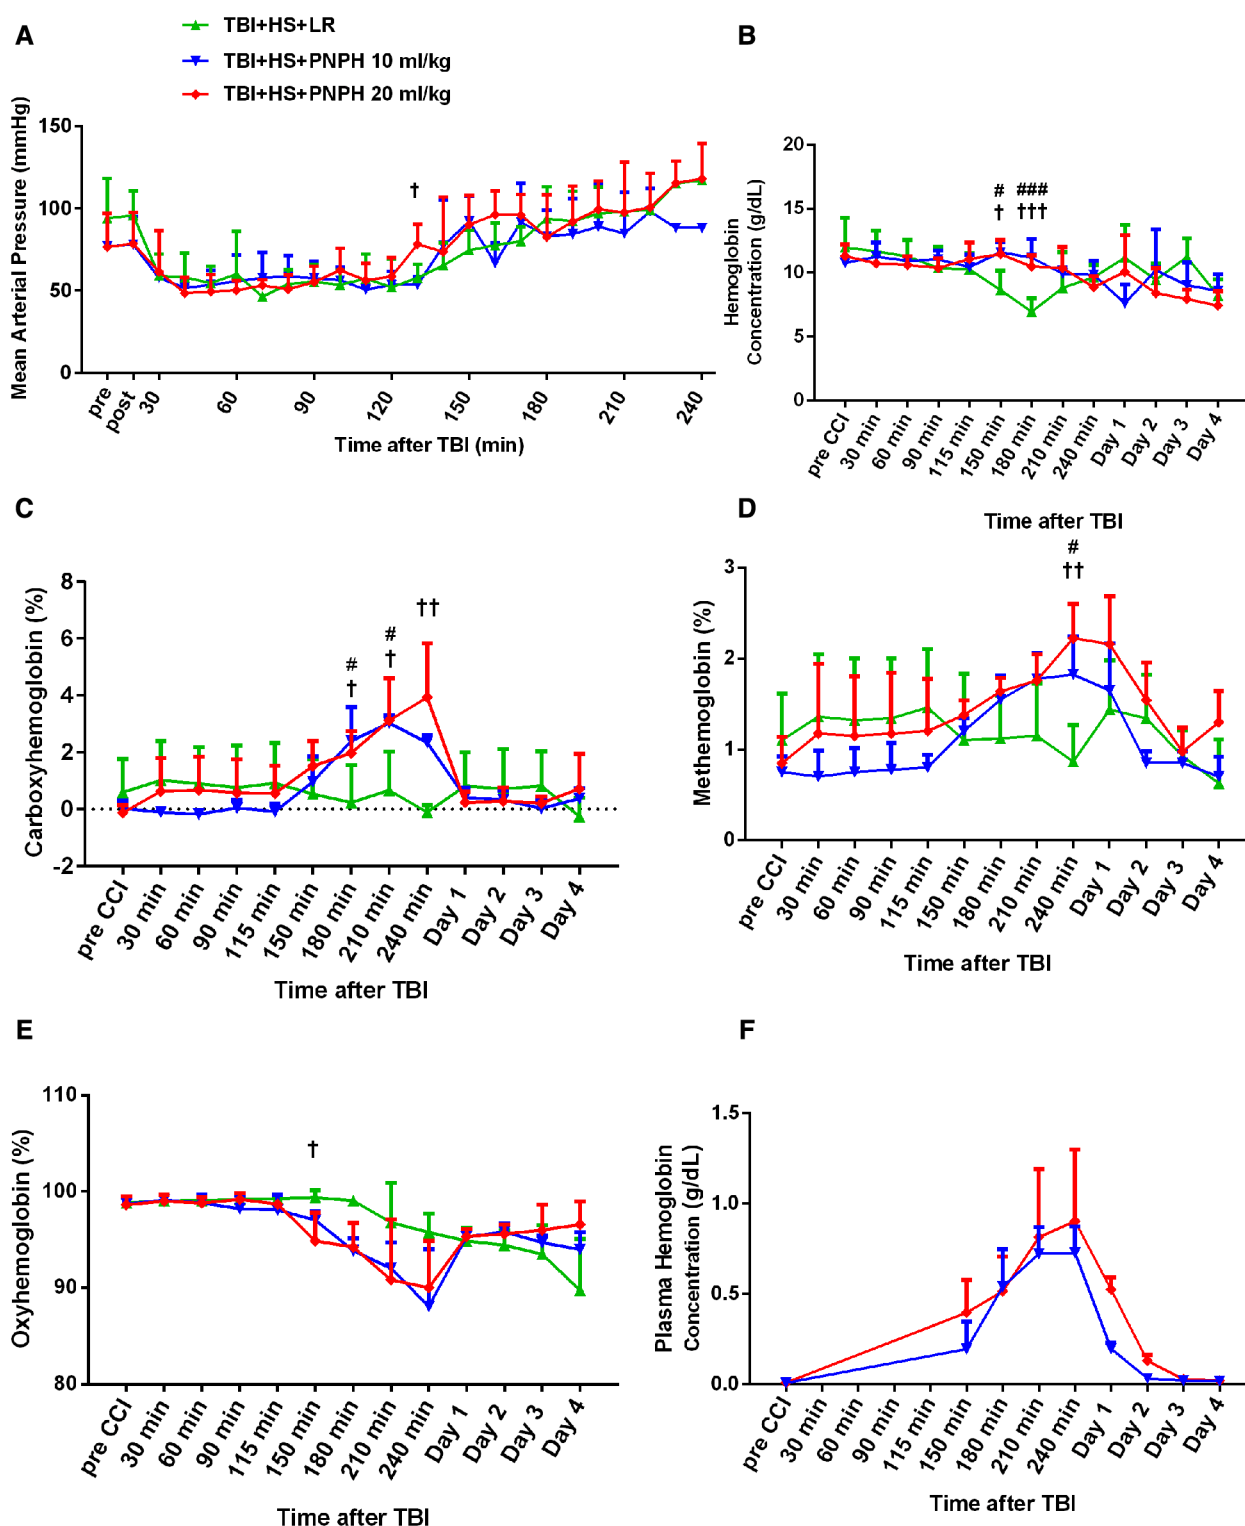 A
TBI+HS+LR
TBI+HS+PNPH 10 ml/kg
TBI+HS+PNPH 20 ml/kg
Mean Arterial Pressure (mmHg)
150
100
50
0
†
pre
post
30
60
90
120
150
180
210
240
Time after TBI (min)
B
Hemoglobin
Concentration (g/dL)
20
15
10
5
0
# ###
† †††
pre CCI
30 min
60 min
90 min
115 min
150 min
180 min
210 min
240 min
Day 1
Day 2
Day 3
Day 4
Time after TBI
C
Carboxyhemoglobin (%)
8
6
4
2
0
-2
#
†
#
†
††
pre CCI
30 min
60 min
90 min
115 min
150 min
180 min
210 min
240 min
Day 1
Day 2
Day 3
Day 4
Time after TBI
D
Methemoglobin (%)
3
2
1
0
#
††
pre CCI
30 min
60 min
90 min
115 min
150 min
180 min
210 min
240 min
Day 1
Day 2
Day 3
Day 4
Time after TBI
E
Oxyhemoglobin (%)
110
100
90
80
†
pre CCI
30 min
60 min
90 min
115 min
150 min
180 min
210 min
240 min
Day 1
Day 2
Day 3
Day 4
Time after TBI
F
Plasma Hemoglobin
Concentration (g/dL)
1.5
1.0
0.5
0.0
pre CCI
30 min
60 min
90 min
115 min
150 min
180 min
210 min
240 min
Day 1
Day 2
Day 3
Day 4
Time after TBI